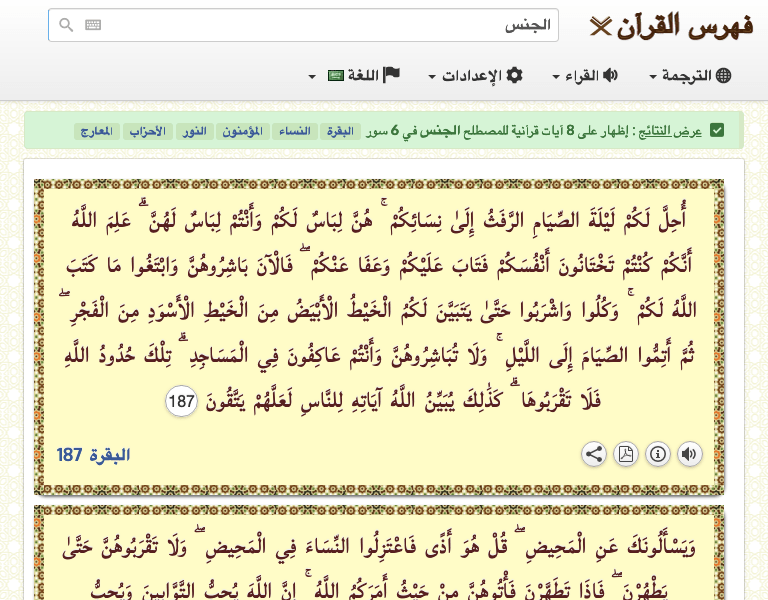 فهرس القرآن
الجنس
الترجمة
القراء
الإعدادات
اللغة
عرض النتائج : إظهار على 8 آيات قرآنية للمصطلح الجنس في 6 سور البقرة النساء المؤمنون النور الأحزاب المعارج
أُحِلَّ لَكُمْ لَيْلَةَ الصِّيَامِ الرَّفَثُ إِلَىٰ نِسَائِكُمْ ۚ هُنَّ لِبَاسٌ لَكُمْ وَأَنْتُمْ لِبَاسٌ لَهُنَّ ۗ عَلِمَ اللَّهُ
أَنَّكُمْ كُنْتُمْ تَخْتَانُونَ أَنْفُسَكُمْ فَتَابَ عَلَيْكُمْ وَعَفَا عَنْكُمْ ۖ فَالْآنَ بَاشِرُوهُنَّ وَابْتَغُوا مَا كَتَبَ
اللَّهُ لَكُمْ ۚ وَكُلُوا وَاشْرَبُوا حَتَّىٰ يَتَبَيَّنَ لَكُمُ الْخَيْطُ الْأَبْيَضُ مِنَ الْخَيْطِ الْأَسْوَدِ مِنَ الْفَجْرِ ۖ
ثُمَّ أَتِمُّوا الصِّيَامَ إِلَى اللَّيْلِ ۚ وَلَا تُبَاشِرُوهُنَّ وَأَنْتُمْ عَاكِفُونَ فِي الْمَسَاجِدِ ۗ تِلْكَ حُدُودُ اللَّهِ
فَلَا تَقْرَبُوهَا ۗ كَذَٰلِكَ يُبَيِّنُ اللَّهُ آيَاتِهِ لِلنَّاسِ لَعَلَّهُمْ يَتَّقُونَ 187
البقرة 187
وَيَسْأَلُونَكَ عَنِ الْمَحِيضِ ۖ قُلْ هُوَ أَذًى فَاعْتَزِلُوا النِّسَاءَ فِي الْمَحِيضِ ۖ وَلَا تَقْرَبُوهُنَّ حَتَّىٰ
يَطْهُرْنَ ۖ فَإِذَا تَطَهَّرْنَ فَأْتُوهُنَّ مِنْ حَيْثُ أَمَرَكُمُ اللَّهُ ۚ إِنَّ اللَّهَ يُحِبُّ التَّوَّابِينَ وَيُحِبُّ